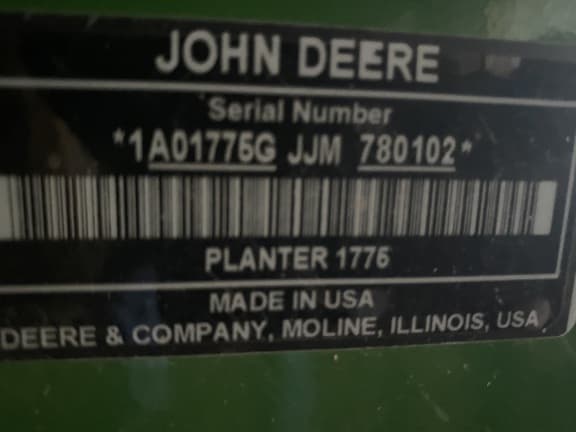 JOHN DEERE
Serial Number
*1A01775G JJM 780102*
PLANTER 1775
MADE IN USA
DEERE & COMPANY, MOLINE, ILLINOIS, USA